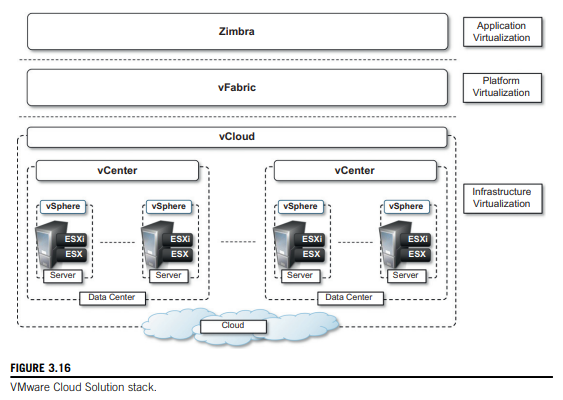 Zimbra
Application
Virtualization
vFabric
Platform
Virtualization
vCloud
vCenter
vCenter
Infrastructure
Virtualization
vSphere
vSphere
vSphere
vSphere
ESXi
ESXi
ESXi
ESXi
ESX
ESX
ESX
ESX
Server
Server
Server
Server
Data Center
Data Center
Cloud
FIGURE 3.16
VMware Cloud Solution stack.